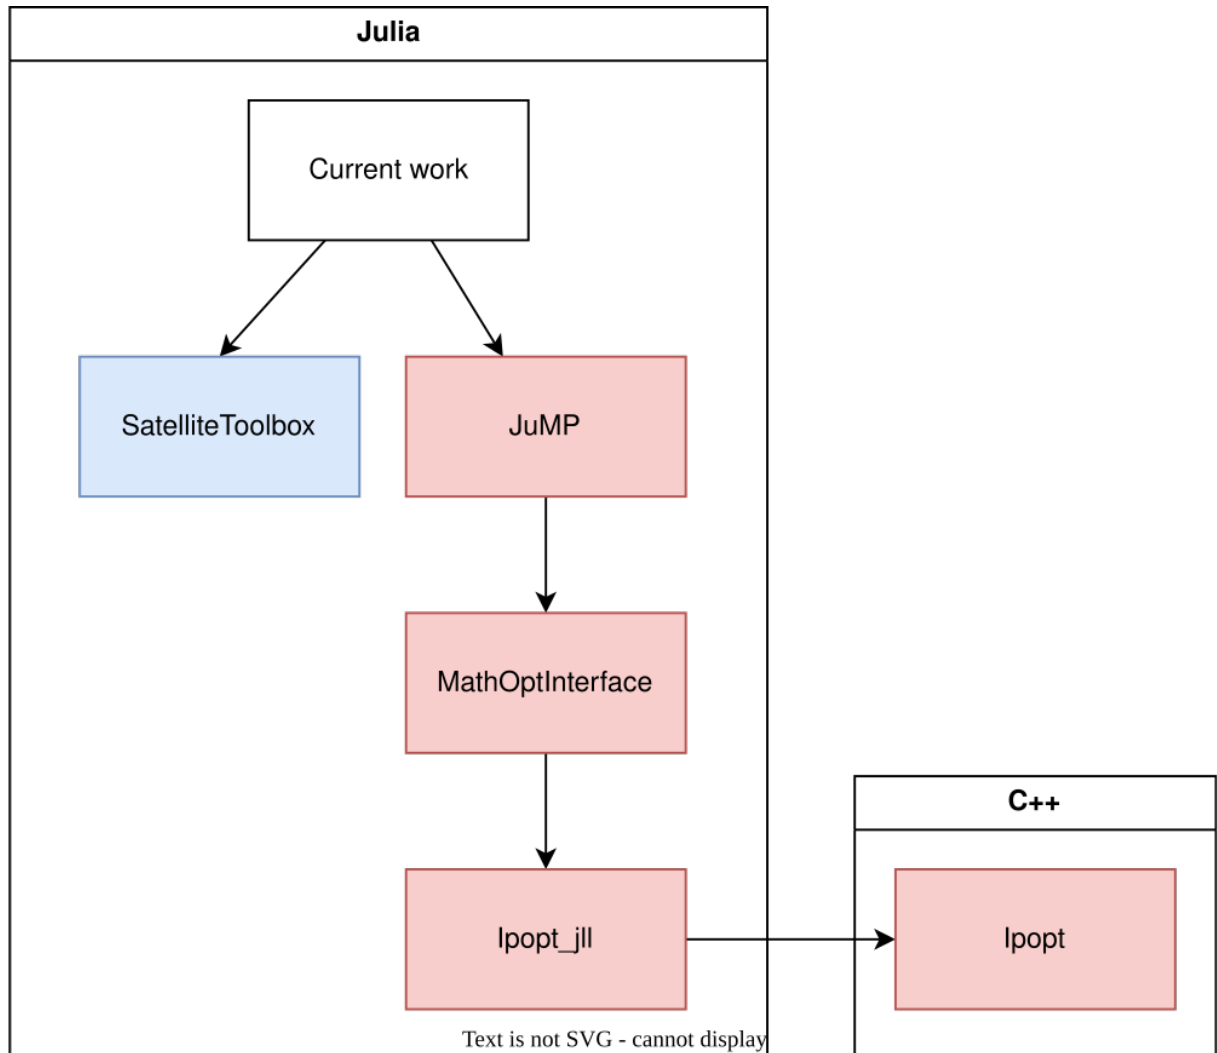 Julia
Current work
SatelliteToolbox
JuMP
MathOptInterface
C++
Ipopt_jll
Ipopt
Text is not SVG - cannot display